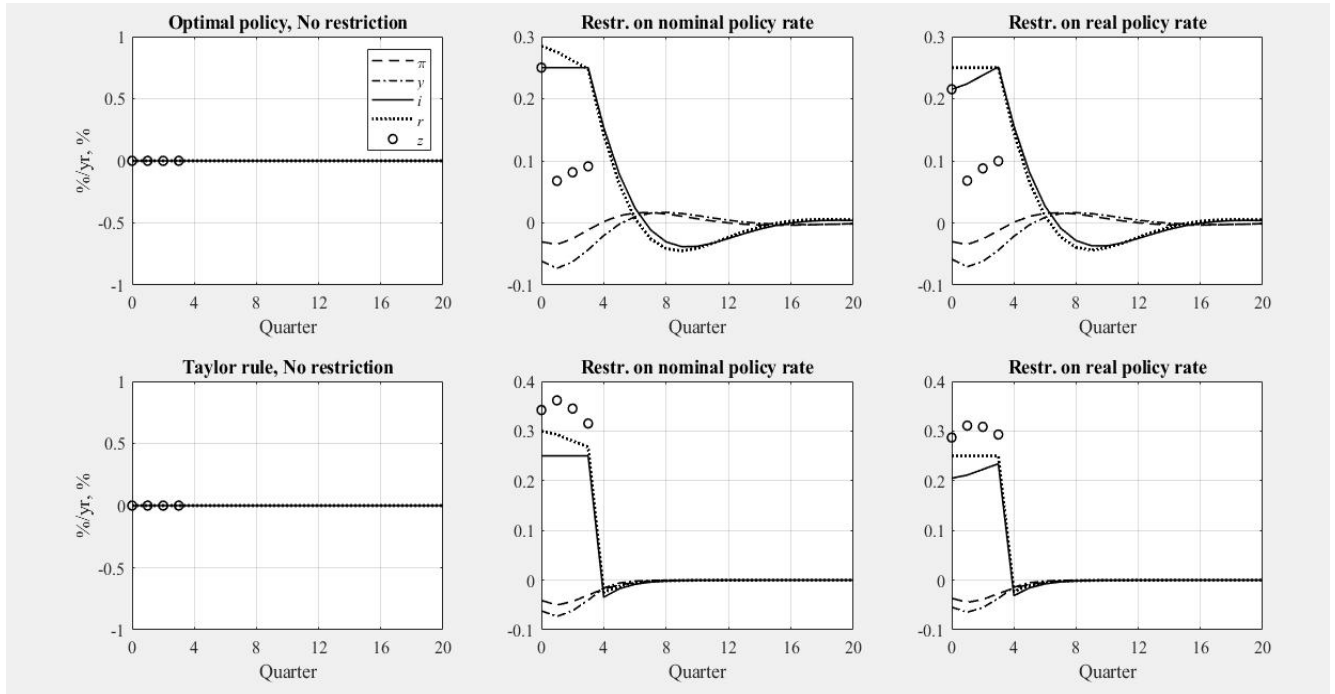 Optimal policy, No restriction
1
0.5
0
-0.5
-1
%/yr, %
0 4 8 12 16 20
Quarter
π
y
i
r
z
Restr. on nominal policy rate
0.3
0.2
0.1
0
-0.1
0 4 8 12 16 20
Quarter
Restr. on real policy rate
0.3
0.2
0.1
0
-0.1
0 4 8 12 16 20
Quarter
Taylor rule, No restriction
1
0.5
0
-0.5
-1
%/yr, %
0 4 8 12 16 20
Quarter
Restr. on nominal policy rate
0.4
0.3
0.2
0.1
0
-0.1
0 4 8 12 16 20
Quarter
Restr. on real policy rate
0.4
0.3
0.2
0.1
0
-0.1
0 4 8 12 16 20
Quarter